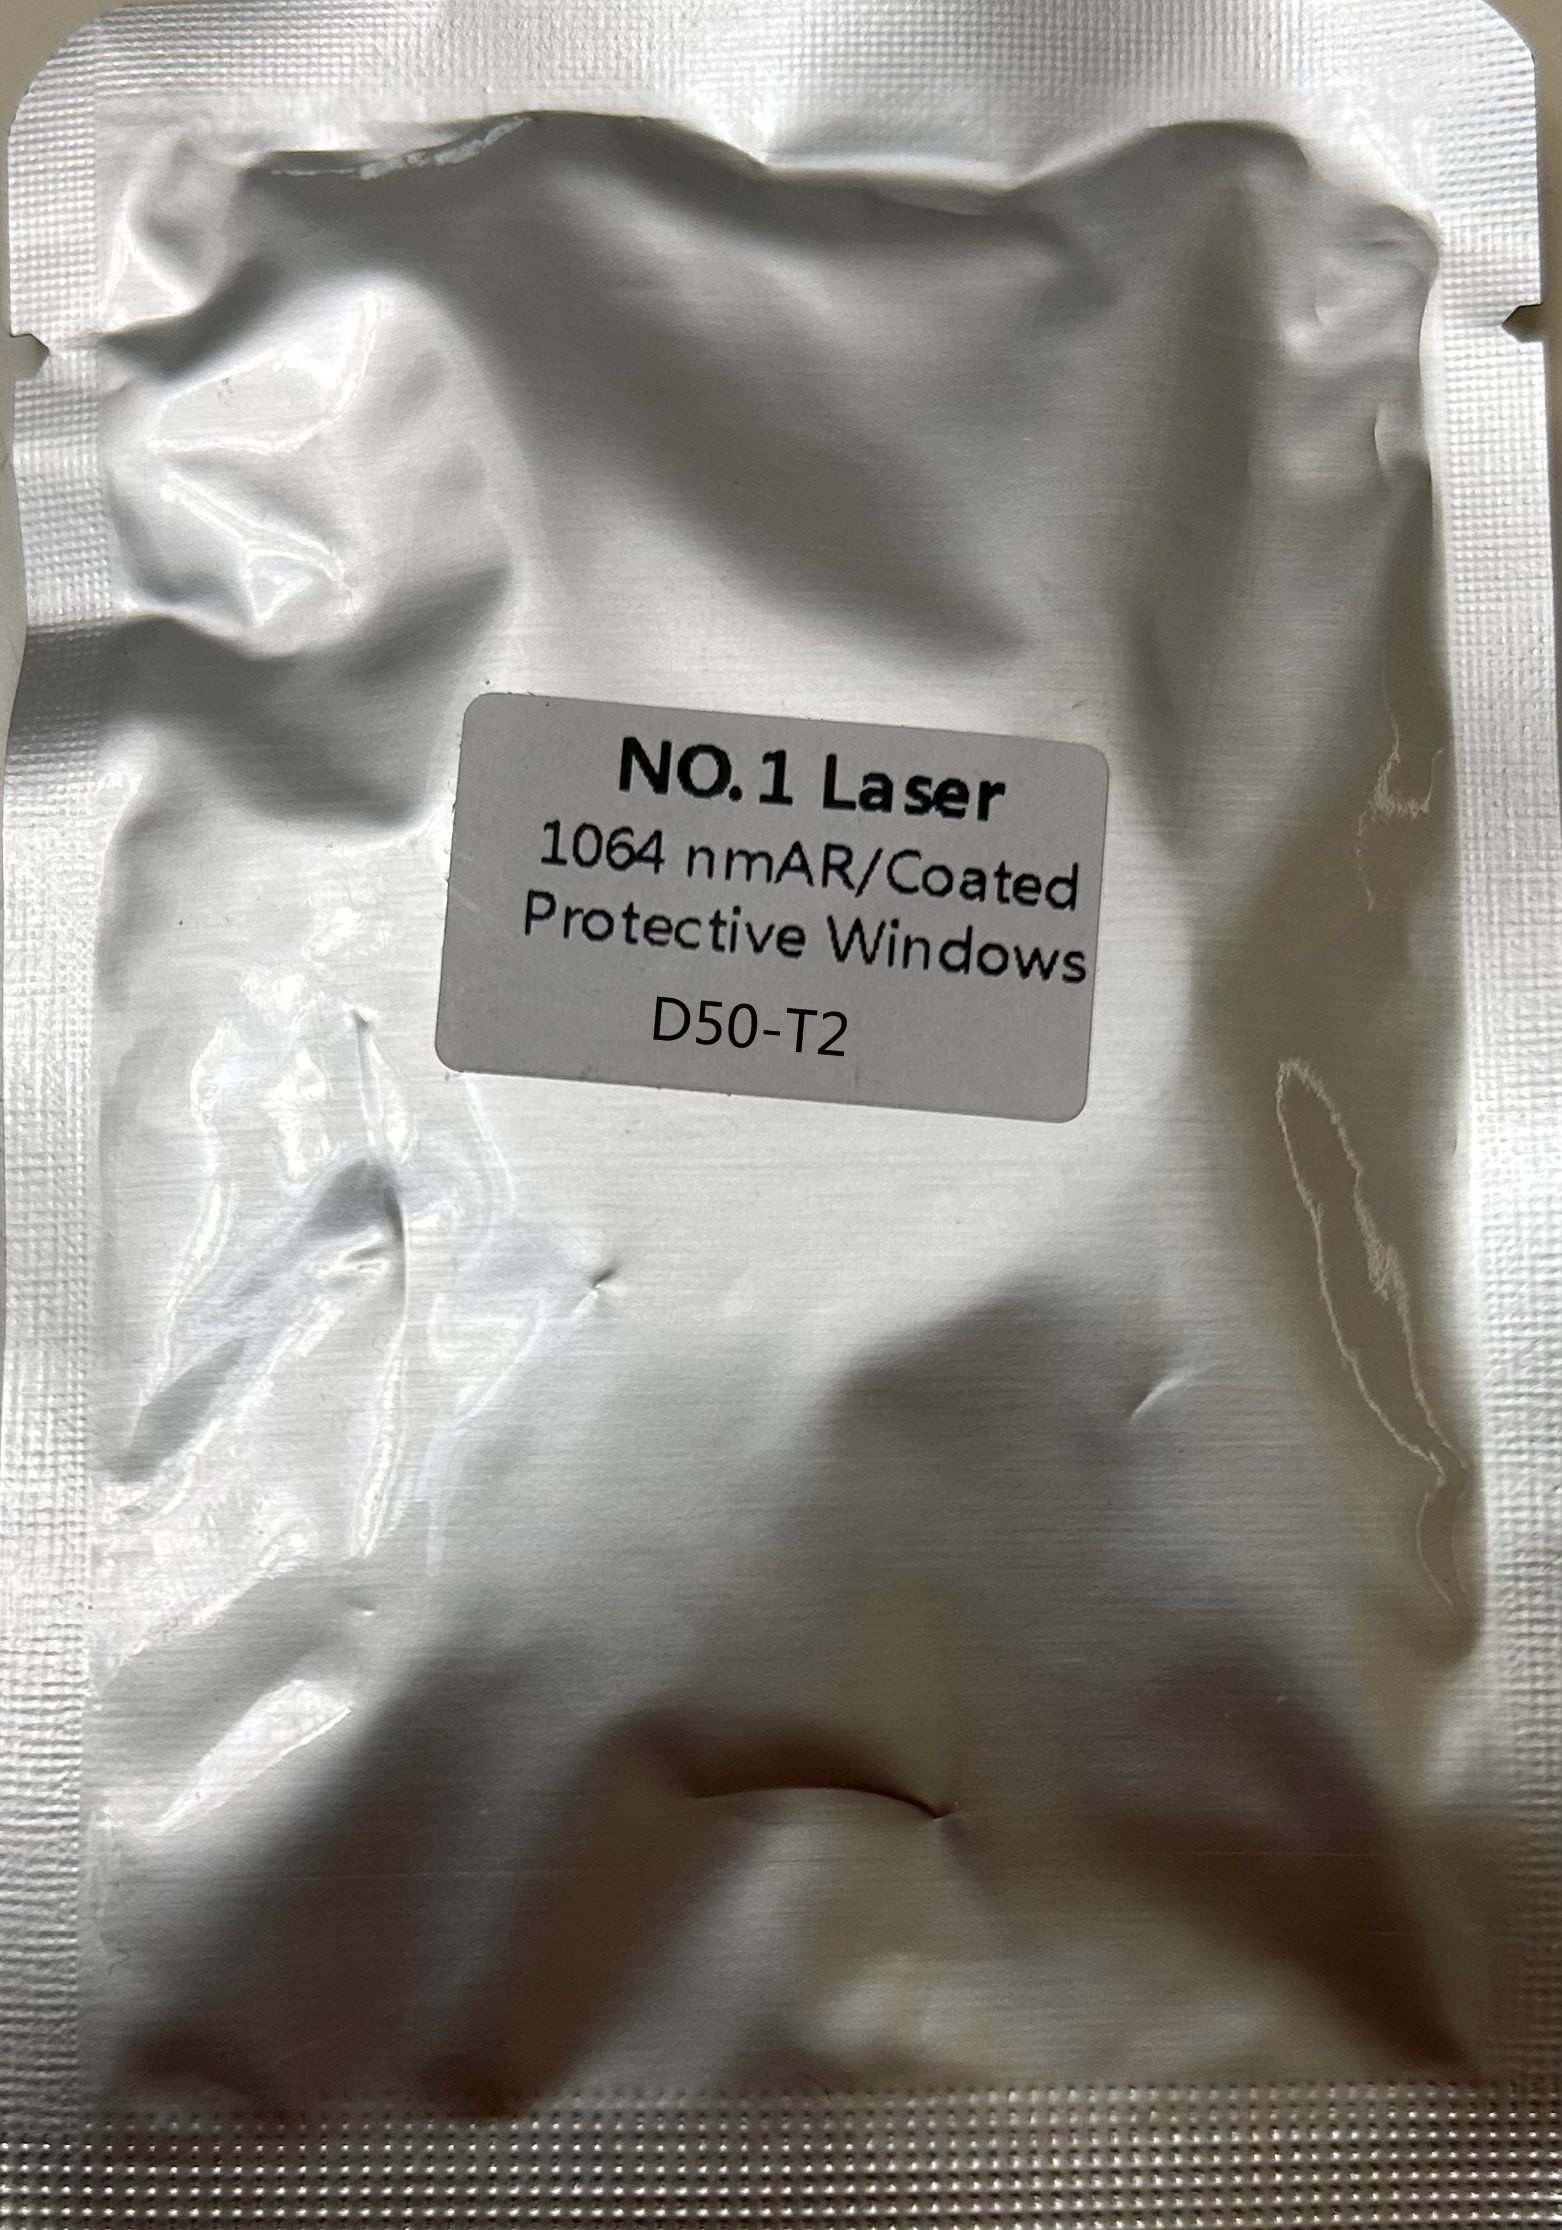 NO.1 Laser
1064 nmAR/Coated
Protective Windows
D50-T2